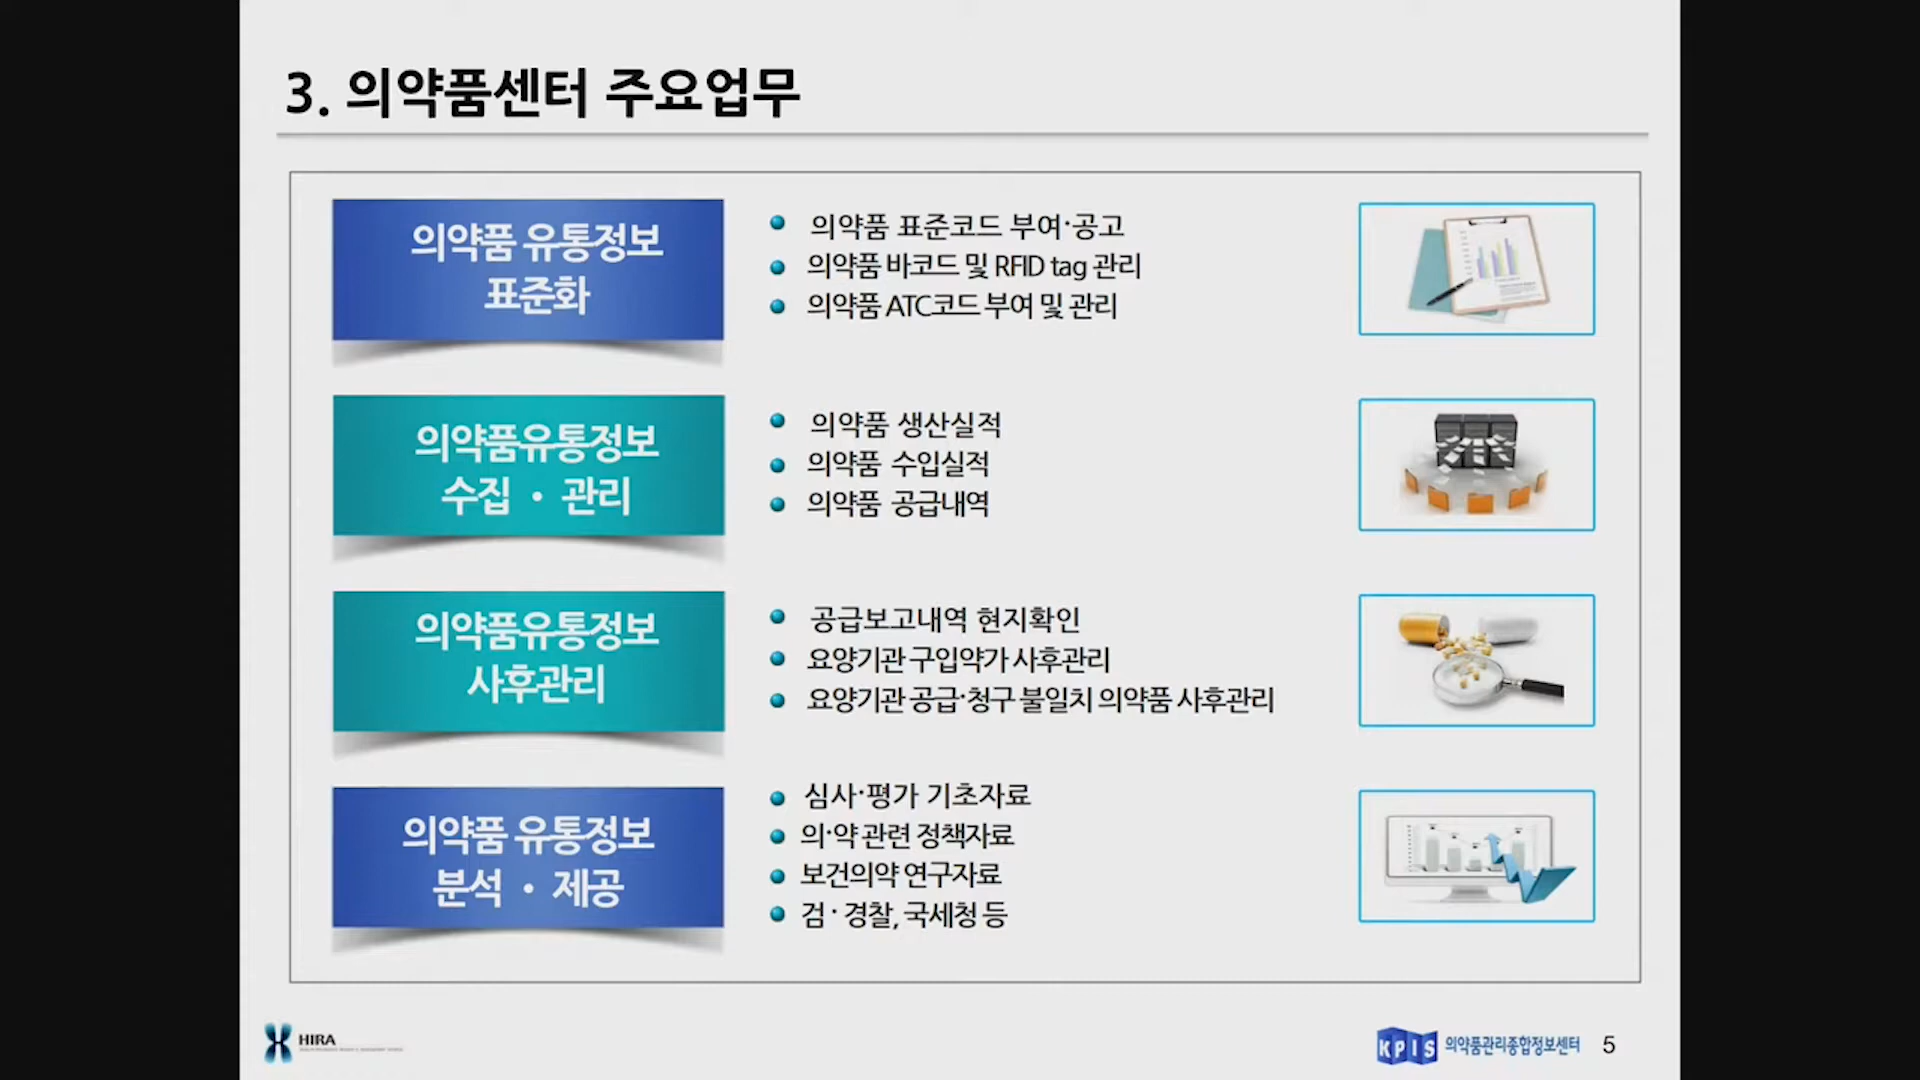 3. 의약품센터 주요업무
의약품 유통정보
표준화
의약품 표준코드 부여·공고
의약품 바코드 및 RFID tag 관리
의약품 ATC코드 부여 및 관리
의약품유통정보
수집 · 관리
의약품 생산실적
의약품 수입실적
의약품 공급내역
의약품유통정보
사후관리
공급보고내역 현지확인
요양기관 구입약가 사후관리
요양기관 공급·청구 불일치 의약품 사후관리
의약품 유통정보
분석 · 제공
심사·평가 기초자료
의·약 관련 정책자료
보건의약 연구자료
검 · 경찰, 국세청 등
HIRA
KPIS 의약품관리종합정보센터 5